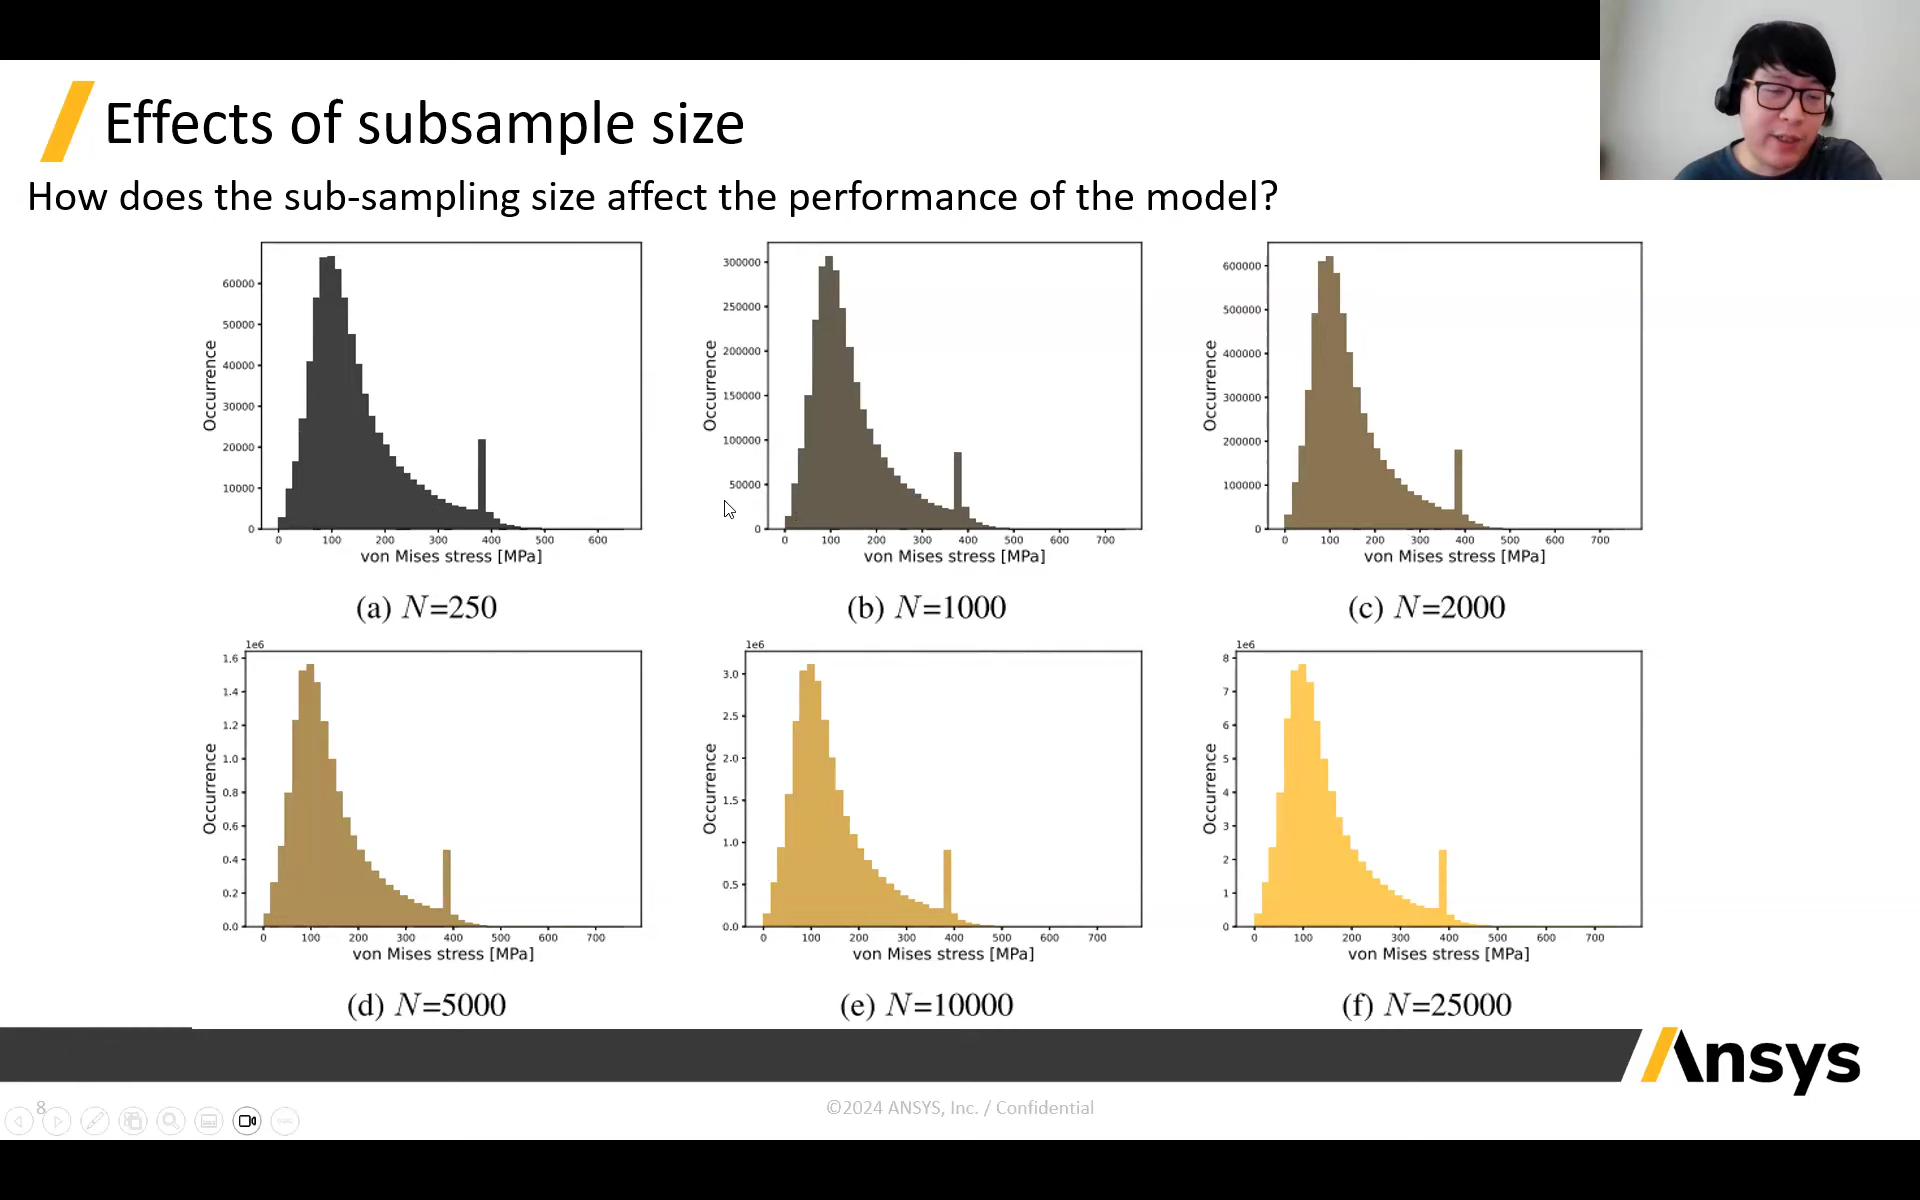 Effects of subsample size
How does the sub-sampling size affect the performance of the model?
Occurrence
60000
50000
40000
30000
20000
10000
0
0 100 200 300 400 500 600
von Mises stress [MPa]
(a) N=250
Occurrence
300000
250000
200000
150000
100000
50000
0
0 100 200 300 400 500 600 700
von Mises stress [MPa]
(b) N=1000
Occurrence
600000
500000
400000
300000
200000
100000
0
0 100 200 300 400 500 600 700
von Mises stress [MPa]
(c) N=2000
1e6
Occurrence
1.6
1.4
1.2
1.0
0.8
0.6
0.4
0.2
0.0
0 100 200 300 400 500 600 700
von Mises stress [MPa]
(d) N=5000
1e6
Occurrence
3.0
2.5
2.0
1.5
1.0
0.5
0.0
0 100 200 300 400 500 600 700
von Mises stress [MPa]
(e) N=10000
1e6
Occurrence
8
7
6
5
4
3
2
1
0
0 100 200 300 400 500 600 700
von Mises stress [MPa]
(f) N=25000
Ansys
8
©2024 ANSYS, Inc. / Confidential